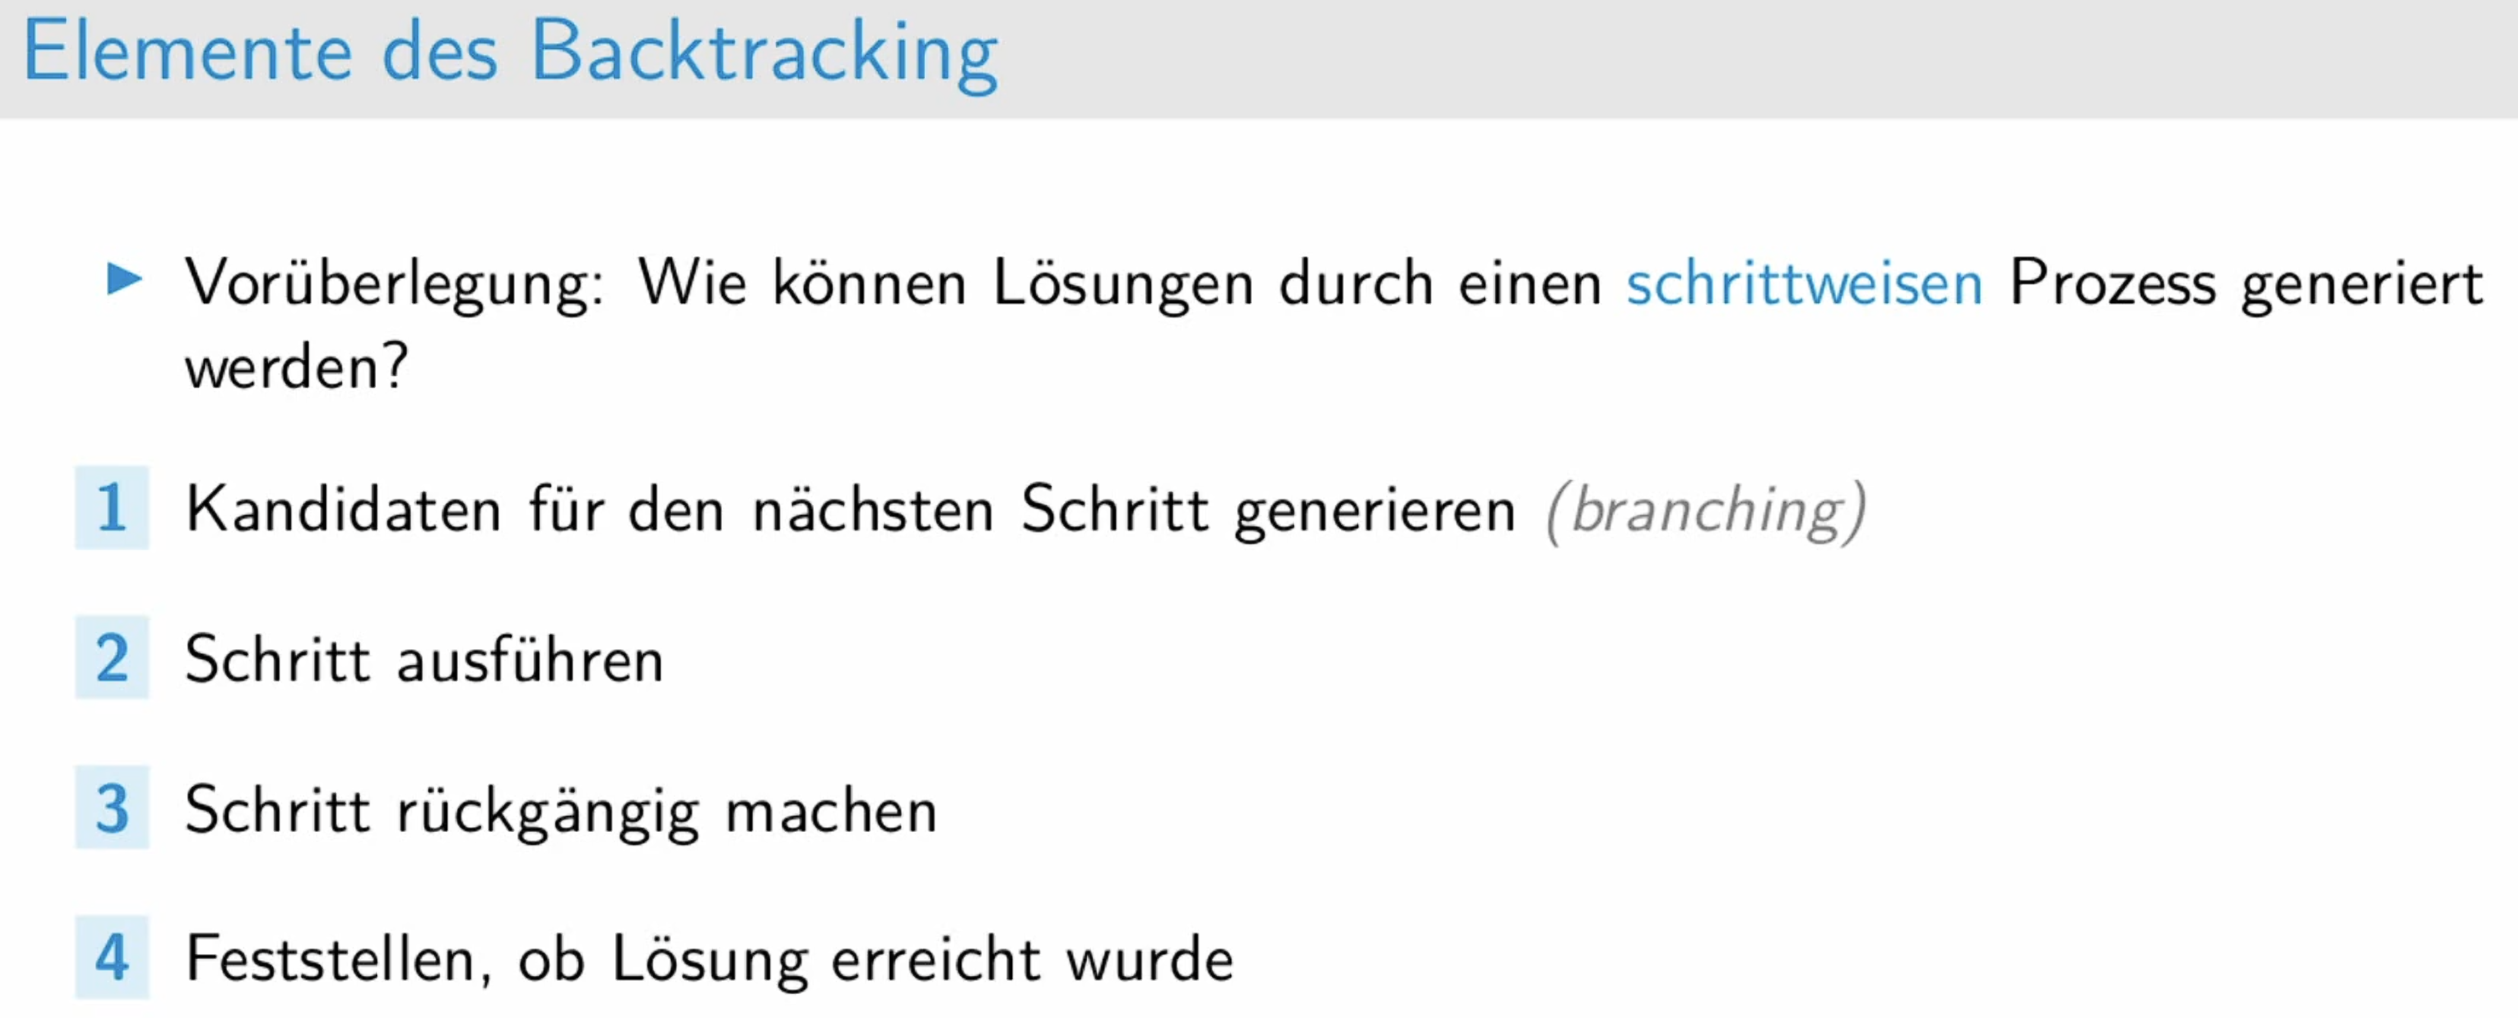 Elemente des Backtracking
► Vorüberlegung: Wie können Lösungen durch einen schrittweisen Prozess generiert
werden?
1 Kandidaten für den nächsten Schritt generieren (branching)
2 Schritt ausführen
3 Schritt rückgängig machen
4 Feststellen, ob Lösung erreicht wurde